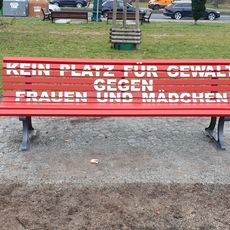 KEIN PLATZ FÜR GEWALT
GEGEN
FRAUEN UND MÄDCHEN